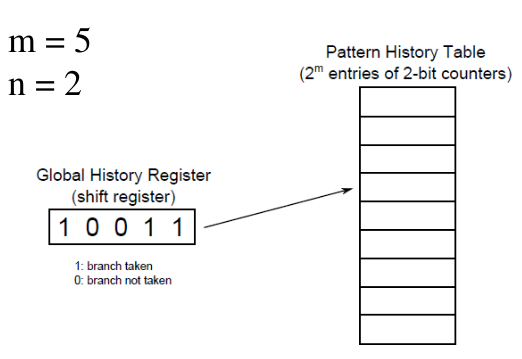 m = 5
n = 2
Pattern History Table
(2^m entries of 2-bit counters)
Global History Register
(shift register)
1 0 0 1 1
1: branch taken
0: branch not taken